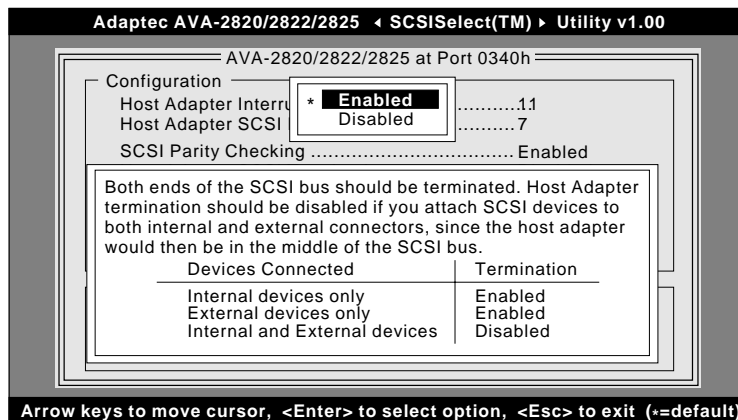 Adaptec AVA-2820/2822/2825 ◂ SCSISelect(TM) ▸ Utility v1.00
AVA-2820/2822/2825 at Port 0340h
Configuration
Host Adapter Interru
* Enabled
...........11
Host Adapter SCSI
Disabled
..........7
SCSI Parity Checking ................................... Enabled
Both ends of the SCSI bus should be terminated. Host Adapter
termination should be disabled if you attach SCSI devices to
both internal and external connectors, since the host adapter
would then be in the middle of the SCSI bus.
Devices Connected Termination
Internal devices only Enabled
External devices only Enabled
Internal and External devices Disabled
Arrow keys to move cursor, <Enter> to select option, <Esc> to exit (*=default)